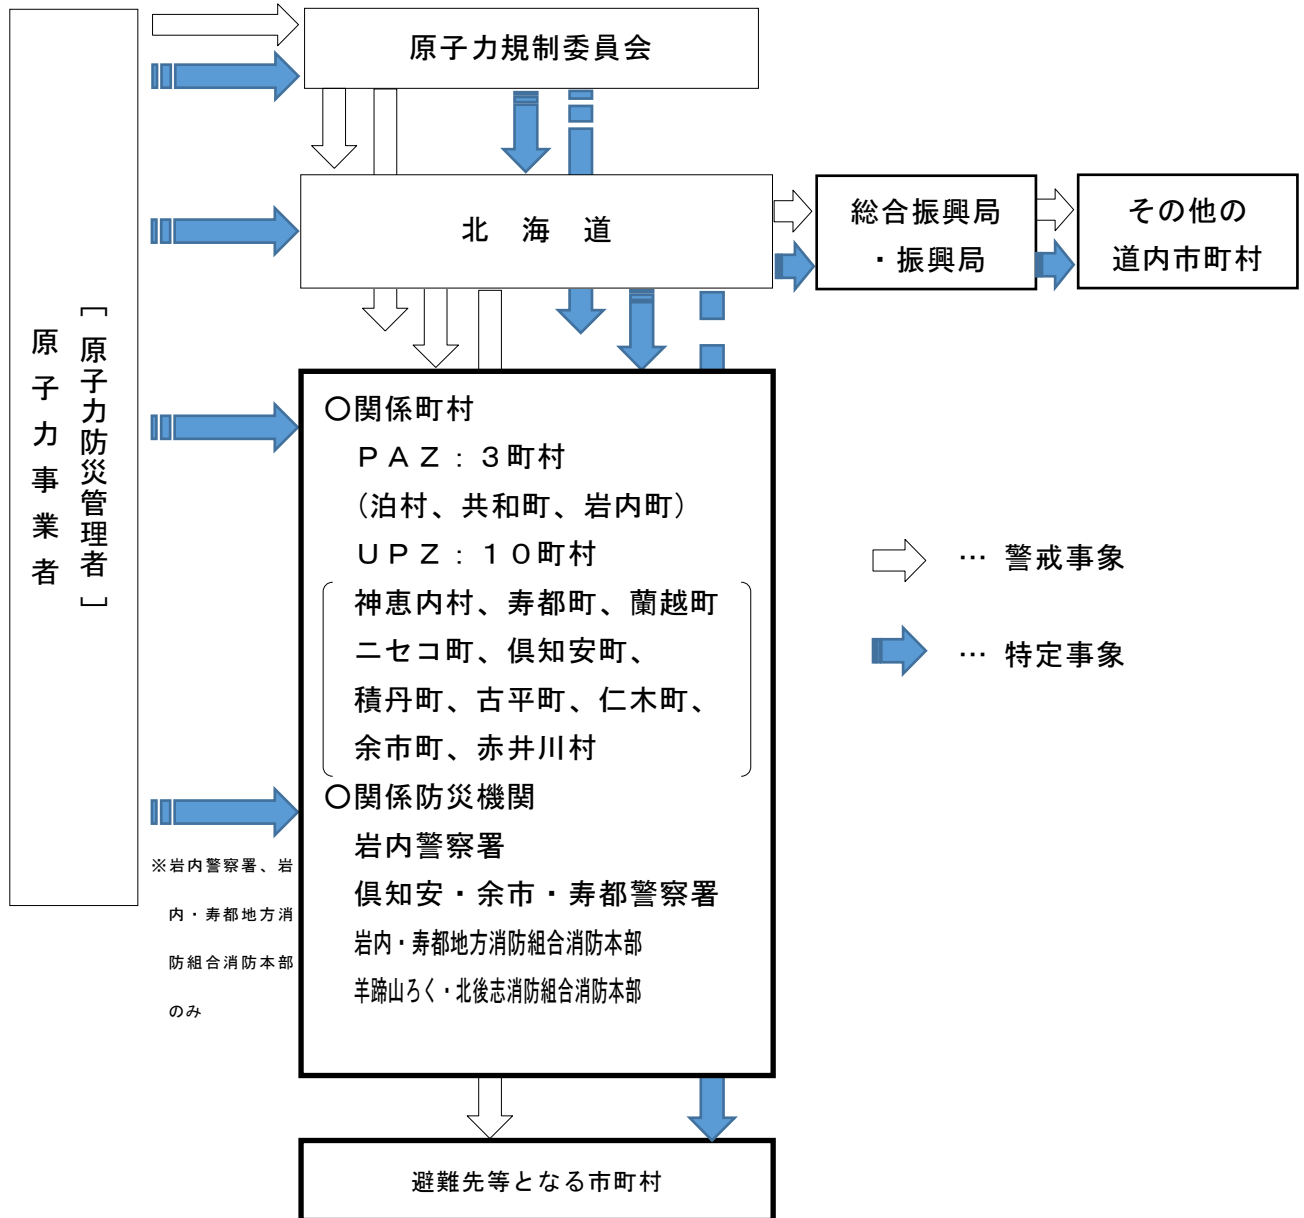 原子力事業者
［原子力防災管理者］
原子力規制委員会
北　海　道
総合振興局
・振興局
その他の
道内市町村
〇関係町村
ＰＡＺ：３町村
(泊村、共和町、岩内町)
ＵＰＺ：１０町村
神恵内村、寿都町、蘭越町
ニセコ町、倶知安町、
積丹町、古平町、仁木町、
余市町、赤井川村
〇関係防災機関
岩内警察署
倶知安・余市・寿都警察署
岩内・寿都地方消防組合消防本部
羊蹄山ろく・北後志消防組合消防本部
※岩内警察署、岩
内・寿都地方消
防組合消防本部
のみ
… 警戒事象
… 特定事象
避難先等となる市町村